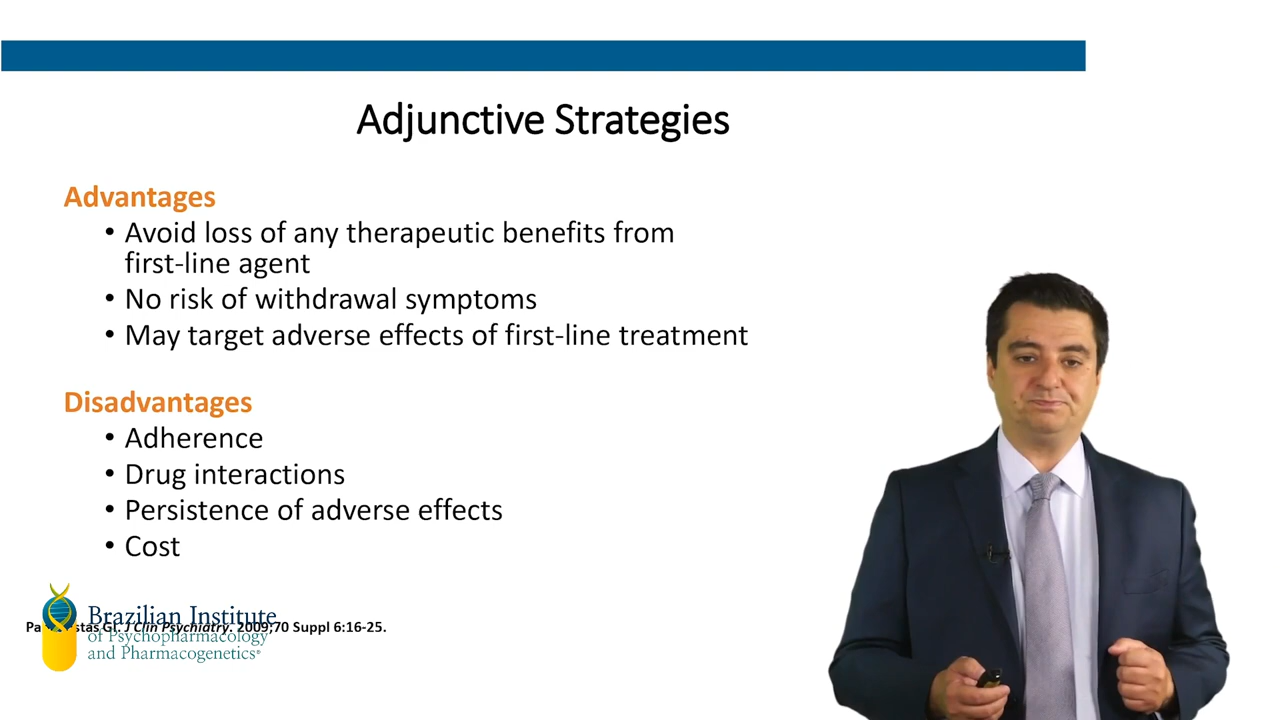 Adjunctive Strategies
Advantages
• Avoid loss of any therapeutic benefits from
first-line agent
• No risk of withdrawal symptoms
• May target adverse effects of first-line treatment
Disadvantages
• Adherence
• Drug interactions
• Persistence of adverse effects
• Cost
Brazilian Institute
GI. J Clin Psychiatry. 2009;70 Suppl 6:16-25.
of Psychopharmacology
and Pharmacogenetics®